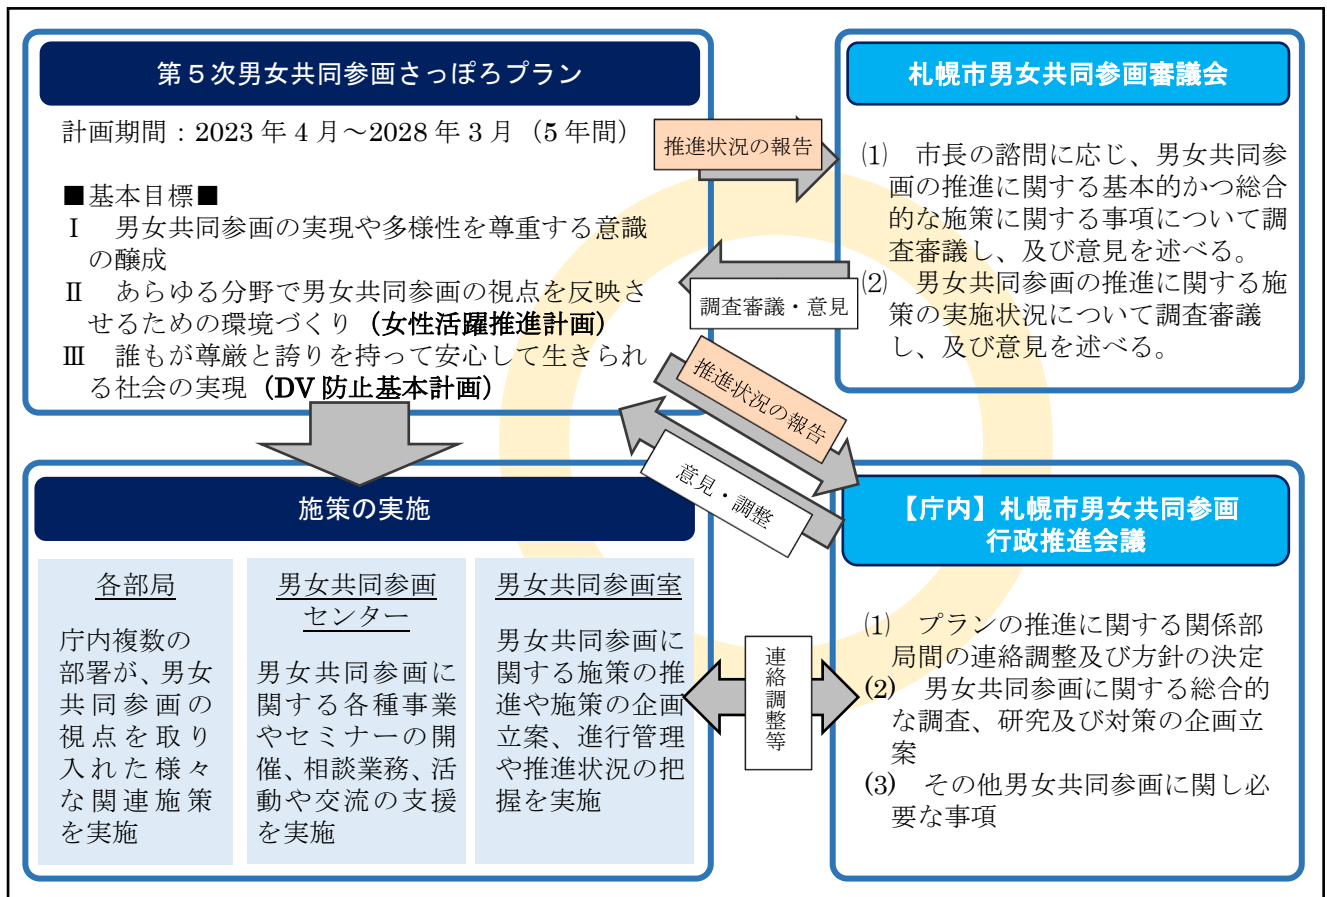 第５次男女共同参画さっぽろプラン
計画期間：2023 年 4 月～2028 年 3 月（5 年間）
■基本目標■
Ⅰ　男女共同参画の実現や多様性を尊重する意識
の醸成
Ⅱ　あらゆる分野で男女共同参画の視点を反映さ
せるための環境づくり（女性活躍推進計画）
Ⅲ　誰もが尊厳と誇りを持って安心して生きられ
る社会の実現（DV 防止基本計画）
推進状況の報告
調査審議・意見
札幌市男女共同参画審議会
⑴　市長の諮問に応じ、男女共同参
画の推進に関する基本的かつ総合
的な施策に関する事項について調
査審議し、及び意見を述べる。
⑵　男女共同参画の推進に関する施
策の実施状況について調査審議
し、及び意見を述べる。
推進状況の報告
意見・調整
施策の実施
各部局
庁内複数の
部署が、男女
共同参画の
視点を取り
入れた様々
な関連施策
を実施
男女共同参画
センター
男女共同参画に
関する各種事業
やセミナーの開
催、相談業務、活
動や交流の支援
を実施
男女共同参画室
男女共同参画に
関する施策の推
進や施策の企画
立案、進行管理
や推進状況の把
握を実施
連絡調整等
【庁内】札幌市男女共同参画
行政推進会議
⑴　プランの推進に関する関係部
局間の連絡調整及び方針の決定
(2)　男女共同参画に関する総合的
な調査、研究及び対策の企画立
案
(3)　その他男女共同参画に関し必
要な事項